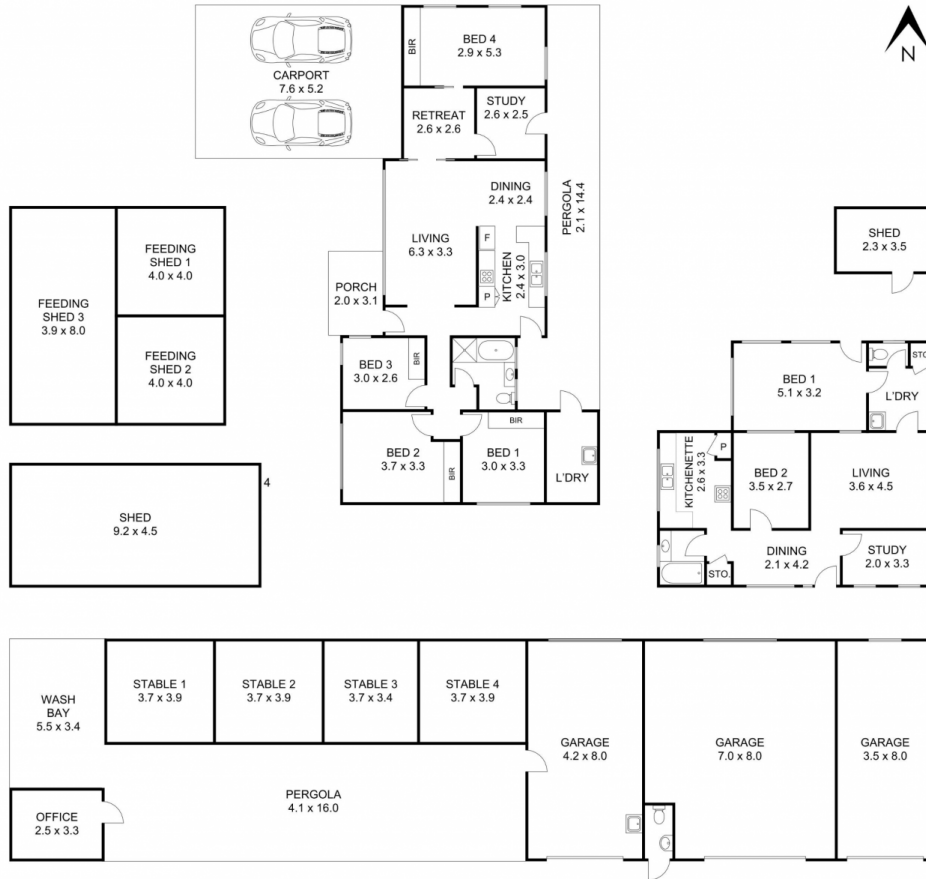 N
BIR
BED 4
2.9 x 5.3
CARPORT
7.6 x 5.2
RETREAT
2.6 x 2.6
STUDY
2.6 x 2.5
DINING
2.4 x 2.4
PERGOLA
2.1 x 14.4
LIVING
6.3 x 3.3
F
KITCHEN
2.4 x 3.0
P
PORCH
2.0 x 3.1
BED 3
3.0 x 2.6
BIR
BED 2
3.7 x 3.3
BIR
BED 1
3.0 x 3.3
BIR
L'DRY
FEEDING
SHED 3
3.9 x 8.0
FEEDING
SHED 1
4.0 x 4.0
FEEDING
SHED 2
4.0 x 4.0
SHED
9.2 x 4.5
4
SHED
2.3 x 3.5
BED 1
5.1 x 3.2
STO.
L'DRY
KITCHENETTE
2.6 x 3.3
P
BED 2
3.5 x 2.7
LIVING
3.6 x 4.5
STO.
DINING
2.1 x 4.2
STUDY
2.0 x 3.3
WASH
BAY
5.5 x 3.4
STABLE 1
3.7 x 3.9
STABLE 2
3.7 x 3.9
STABLE 3
3.7 x 3.4
STABLE 4
3.7 x 3.9
OFFICE
2.5 x 3.3
PERGOLA
4.1 x 16.0
GARAGE
4.2 x 8.0
GARAGE
7.0 x 8.0
GARAGE
3.5 x 8.0